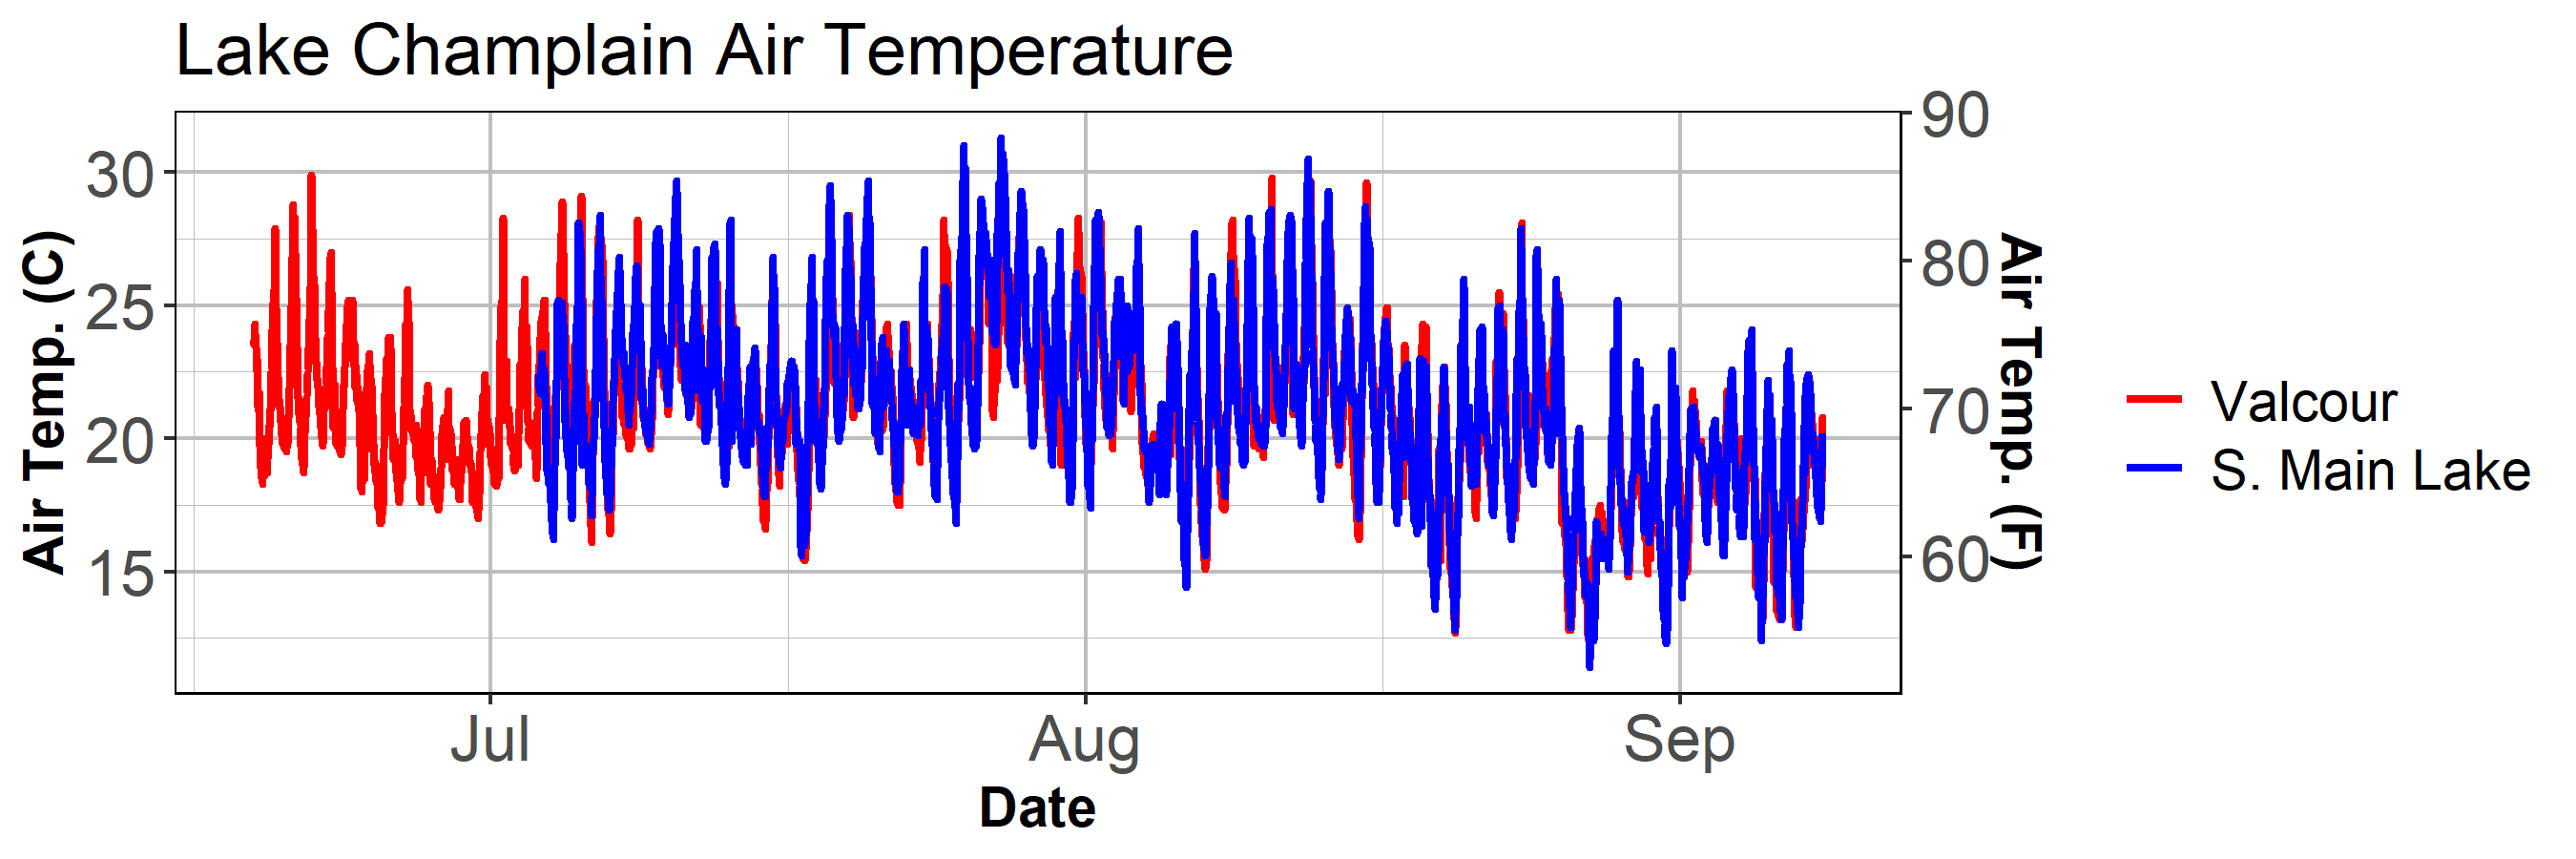 Lake Champlain Air Temperature
Air Temp. (C)
30
25
20
15
90
80
70
60
Air Temp. (F)
Jul
Aug
Sep
Date
Valcour
S. Main Lake